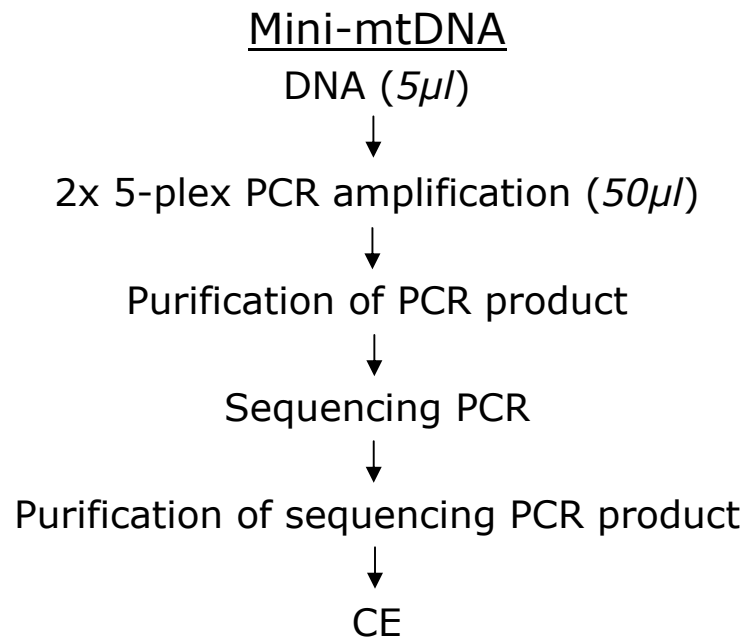 Mini-mtDNA
DNA (5µl)
2x 5-plex PCR amplification (50µl)
Purification of PCR product
Sequencing PCR
Purification of sequencing PCR product
CE